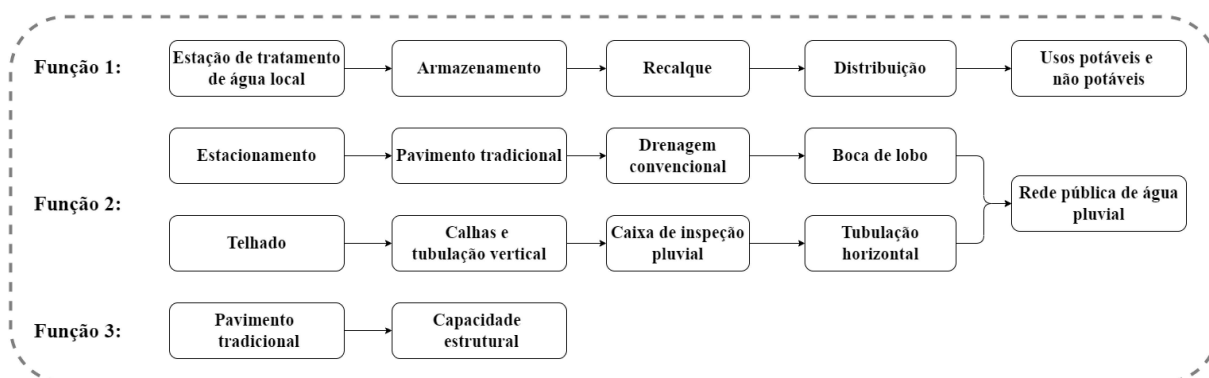 Função 1:
Estação de tratamento
de água local
Armazenamento
Recalque
Distribuição
Usos potáveis e
não potáveis
Função 2:
Estacionamento
Pavimento tradicional
Drenagem
convencional
Boca de lobo
Telhado
Calhas e
tubulação vertical
Caixa de inspeção
pluvial
Tubulação
horizontal
Rede pública de água
pluvial
Função 3:
Pavimento
tradicional
Capacidade
estrutural